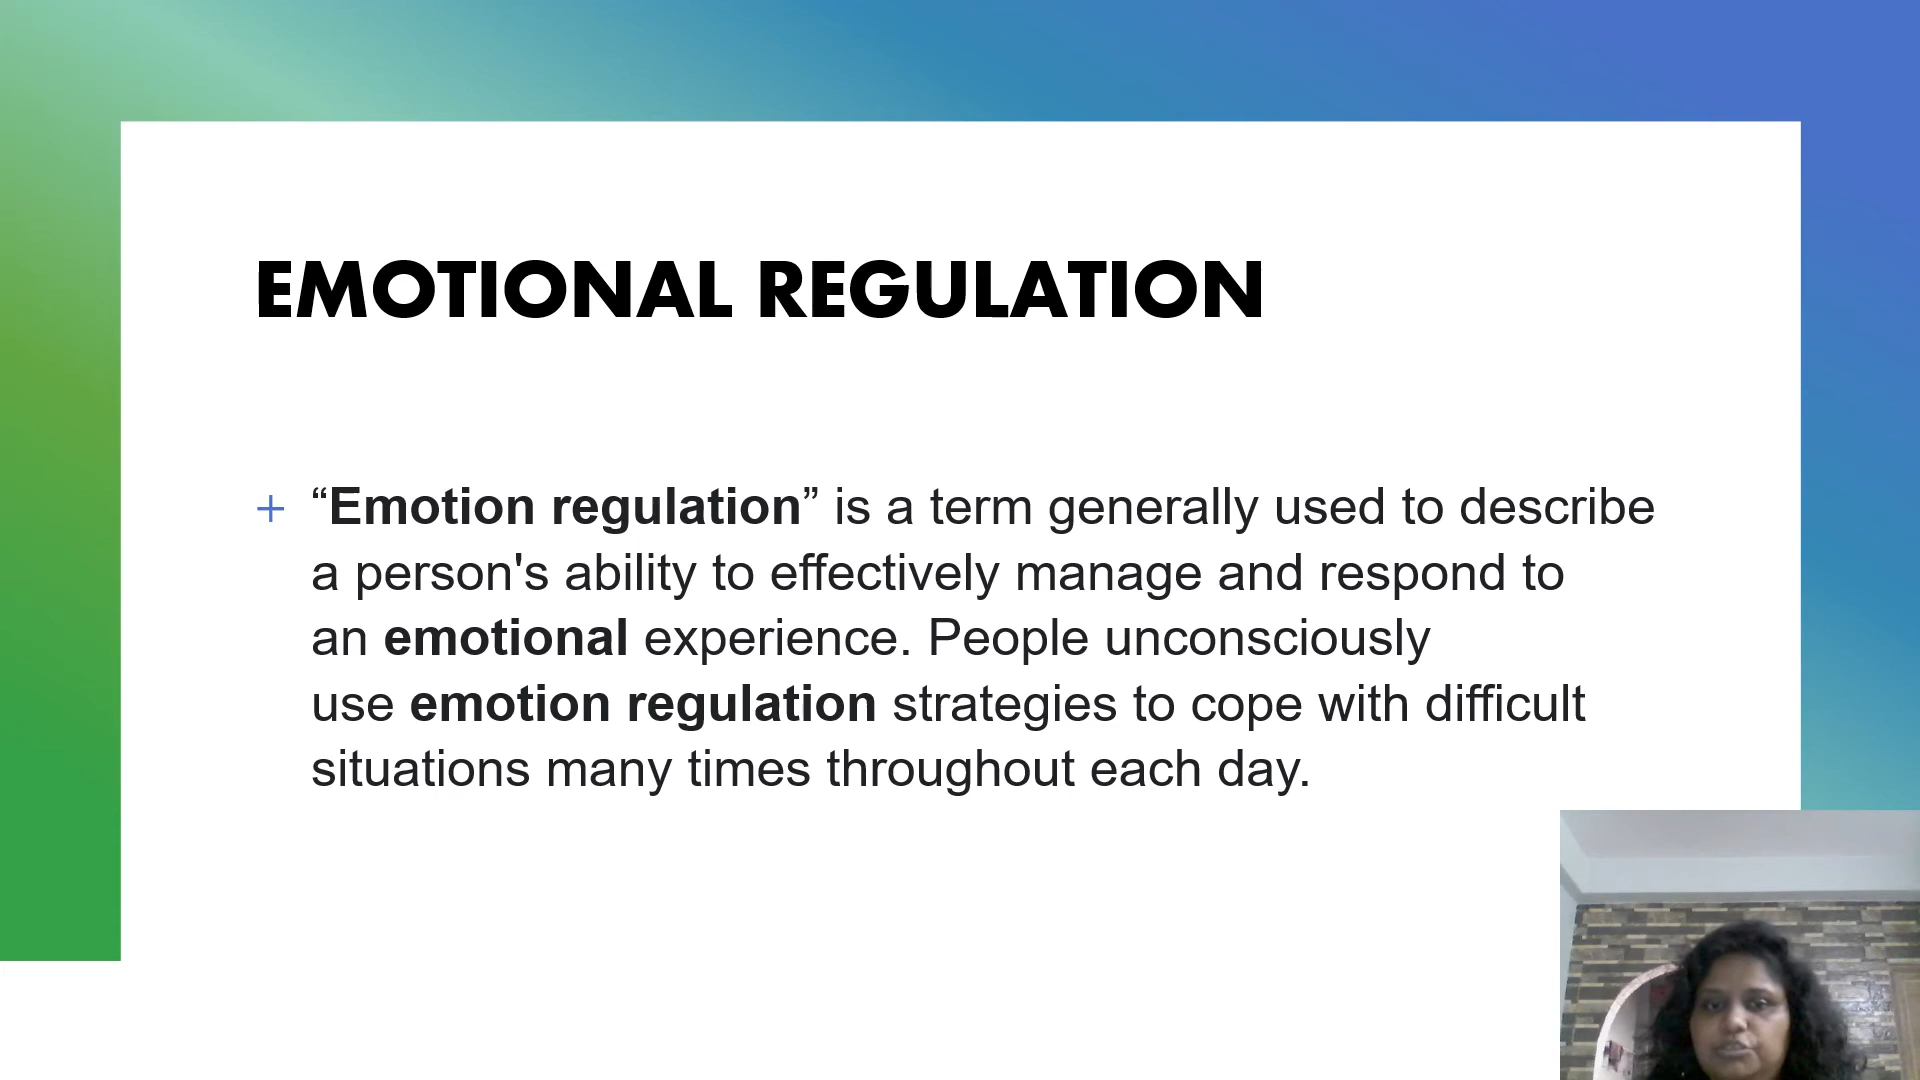 EMOTIONAL REGULATION
+ “Emotion regulation” is a term generally used to describe
a person's ability to effectively manage and respond to
an emotional experience. People unconsciously
use emotion regulation strategies to cope with difficult
situations many times throughout each day.